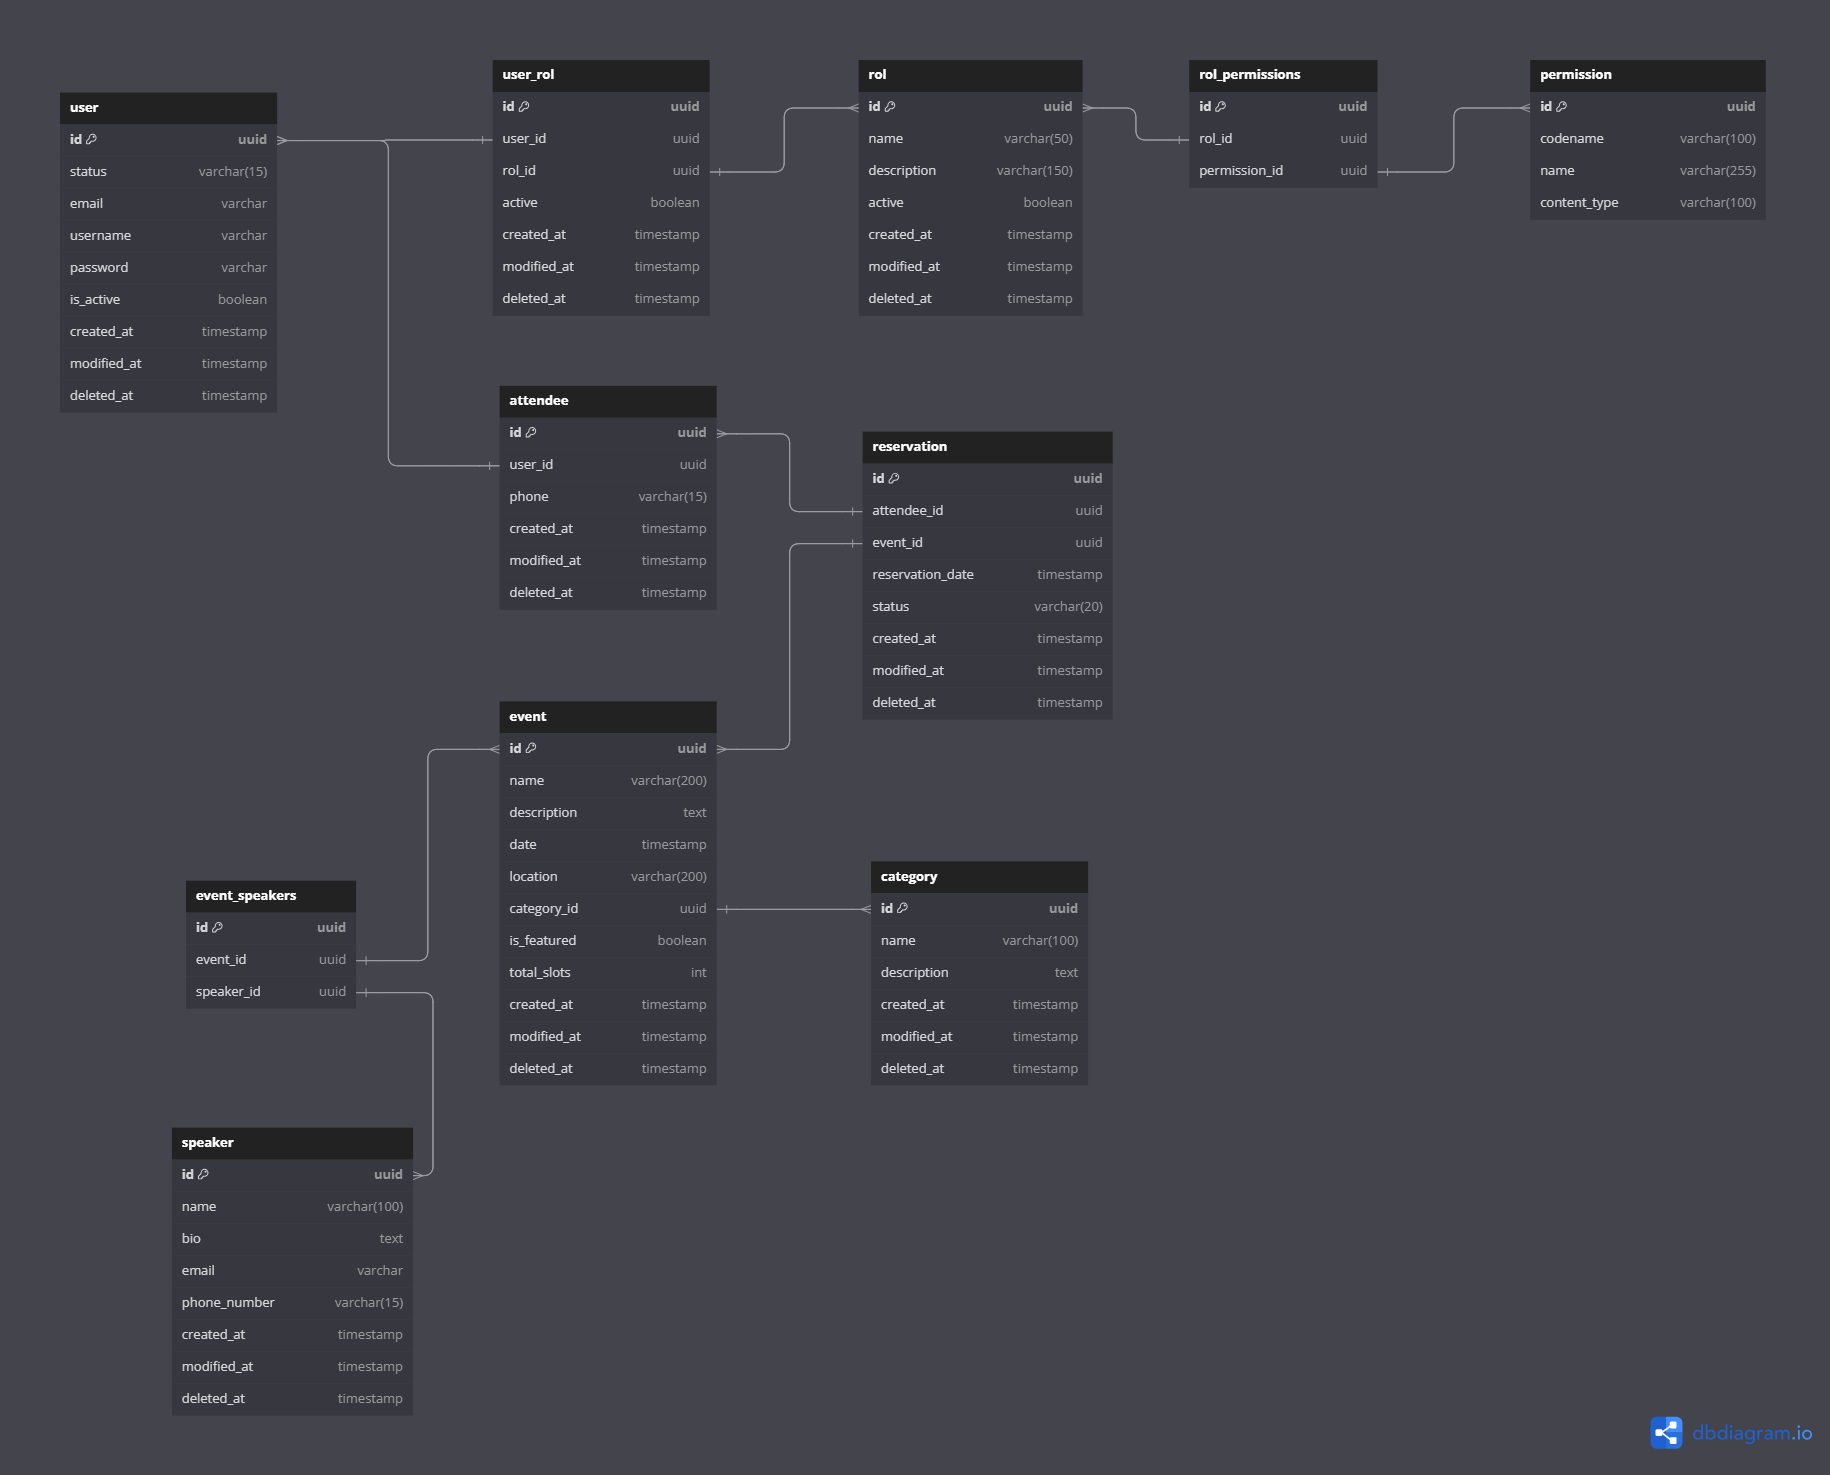 user
id uuid
status varchar(15)
email varchar
username varchar
password varchar
is_active boolean
created_at timestamp
modified_at timestamp
deleted_at timestamp
user_rol
id uuid
user_id uuid
rol_id uuid
active boolean
created_at timestamp
modified_at timestamp
deleted_at timestamp
rol
id uuid
name varchar(50)
description varchar(150)
active boolean
created_at timestamp
modified_at timestamp
deleted_at timestamp
rol_permissions
id uuid
rol_id uuid
permission_id uuid
permission
id uuid
codename varchar(100)
name varchar(255)
content_type varchar(100)
attendee
id uuid
user_id uuid
phone varchar(15)
created_at timestamp
modified_at timestamp
deleted_at timestamp
reservation
id uuid
attendee_id uuid
event_id uuid
reservation_date timestamp
status varchar(20)
created_at timestamp
modified_at timestamp
deleted_at timestamp
event
id uuid
name varchar(200)
description text
date timestamp
location varchar(200)
category_id uuid
is_featured boolean
total_slots int
created_at timestamp
modified_at timestamp
deleted_at timestamp
category
id uuid
name varchar(100)
description text
created_at timestamp
modified_at timestamp
deleted_at timestamp
event_speakers
id uuid
event_id uuid
speaker_id uuid
speaker
id uuid
name varchar(100)
bio text
email varchar
phone_number varchar(15)
created_at timestamp
modified_at timestamp
deleted_at timestamp
dbdiagram.io